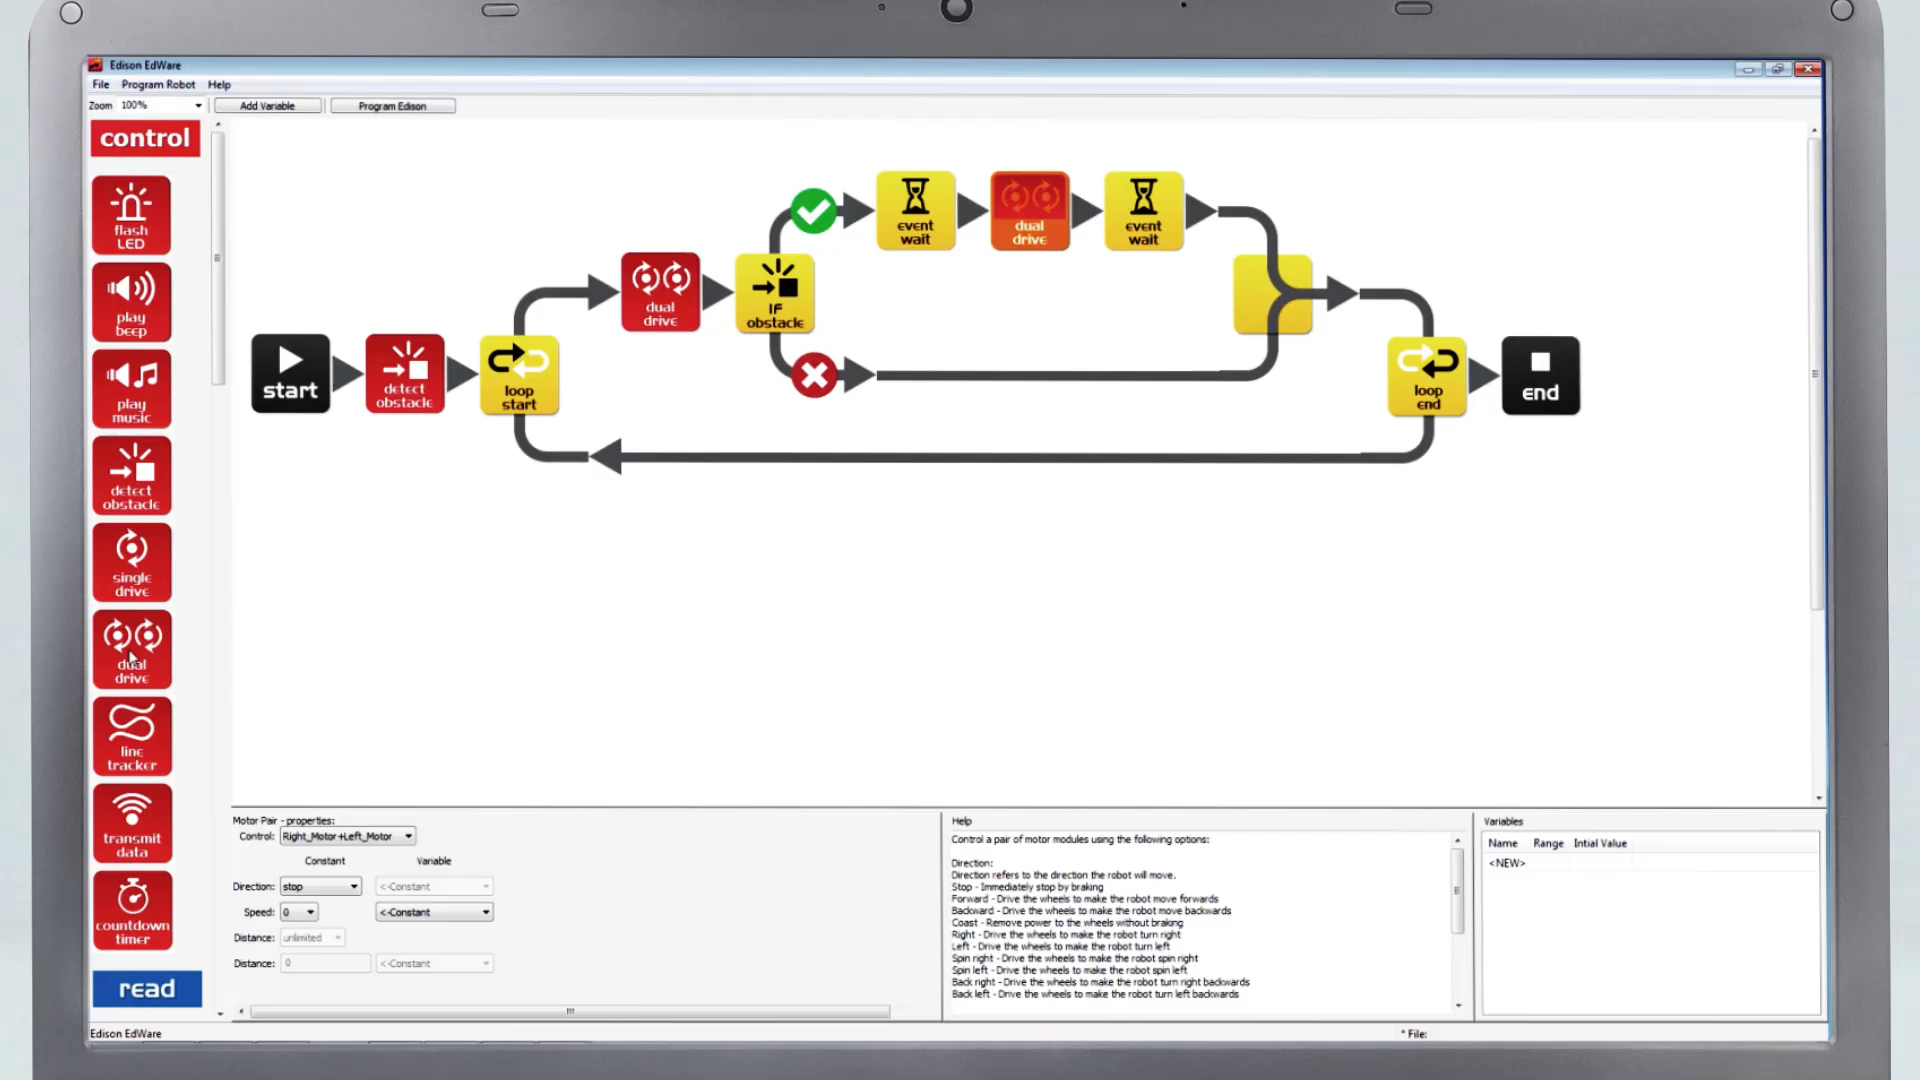 Edison EdWare
File Program Robot Help
Zoom 100% Add Variable Program Edison
control
flash
LED
play
beep
play
music
detect
obstacle
single
drive
dual
drive
line
tracker
transmit
data
countdown
timer
read
start
detect
obstacle
loop
start
dual
drive
IF
obstacle
event
wait
dual
drive
event
wait
loop
end
end
Motor Pair - properties:
Control: Right_Motor+Left_Motor
Constant Variable
Direction: stop <-Constant
Speed: 0 <-Constant
Distance: unlimited
Distance: 0 <-Constant
Help
Control a pair of motor modules using the following options:
Direction:
Direction refers to the direction the robot will move.
Stop - Immediately stop by braking
Forward - Drive the wheels to make the robot move forwards
Backward - Drive the wheels to make the robot move backwards
Coast - Remove power to the wheels without braking
Right - Drive the wheels to make the robot turn right
Left - Drive the wheels to make the robot turn left
Spin right - Drive the wheels to make the robot spin right
Spin left - Drive the wheels to make the robot spin left
Back right - Drive the wheels to make the robot turn right backwards
Back left - Drive the wheels to make the robot turn left backwards
Variables
Name Range Intial Value
<NEW>
Edison EdWare
* File: